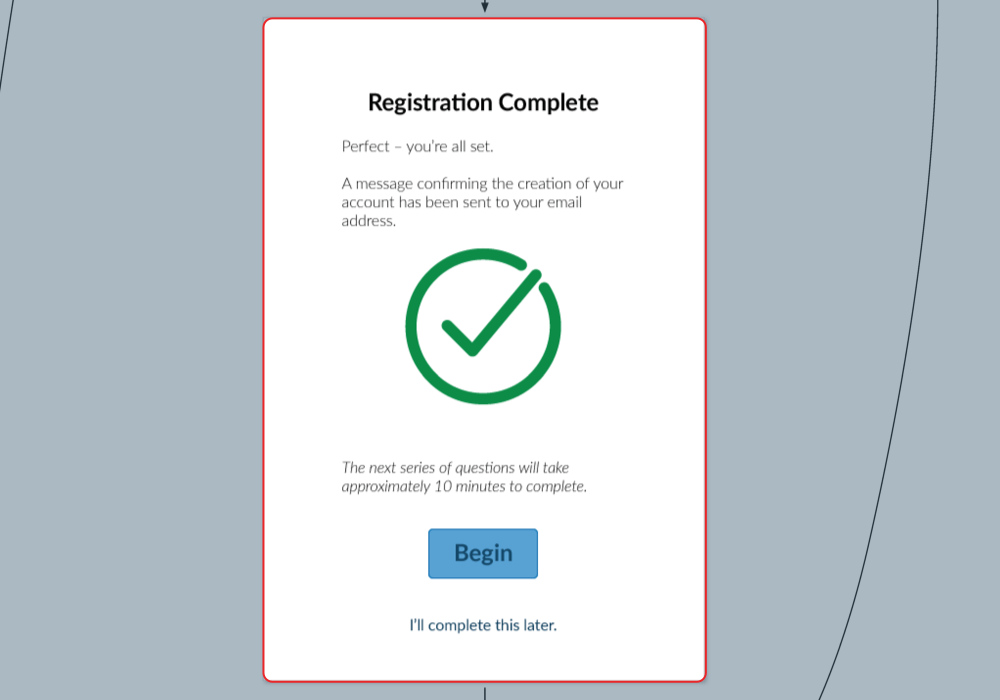 Registration Complete
Perfect – you're all set.
A message confirming the creation of your
account has been sent to your email
address.
The next series of questions will take
approximately 10 minutes to complete.
Begin
I'll complete this later.